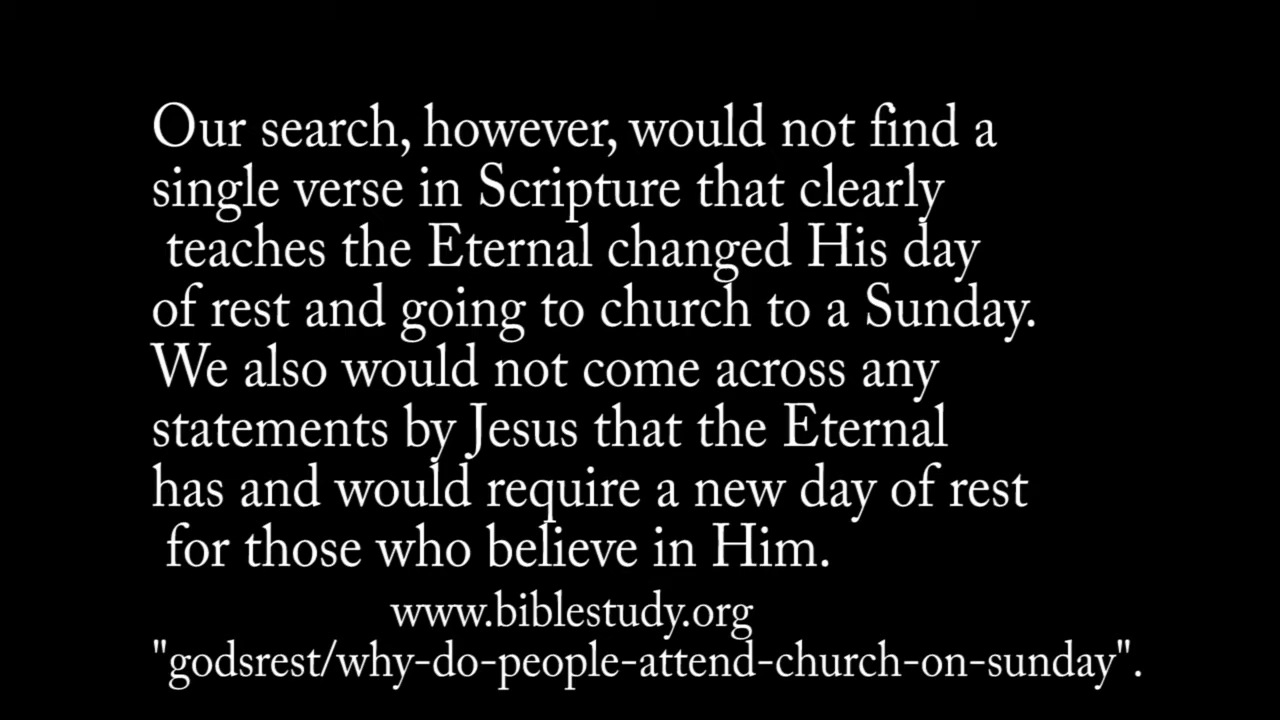 Our search, however, would not find a
single verse in Scripture that clearly
teaches the Eternal changed His day
of rest and going to church to a Sunday.
We also would not come across any
statements by Jesus that the Eternal
has and would require a new day of rest
for those who believe in Him.
www.biblestudy.org
"godsrest/why-do-people-attend-church-on-sunday".